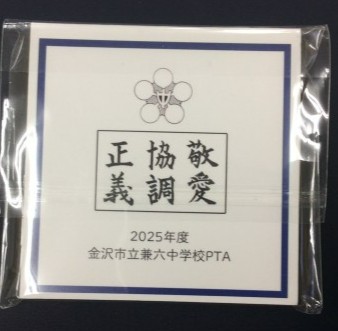 敬愛
協調
正義
2025年度
金沢市立兼六中学校PTA